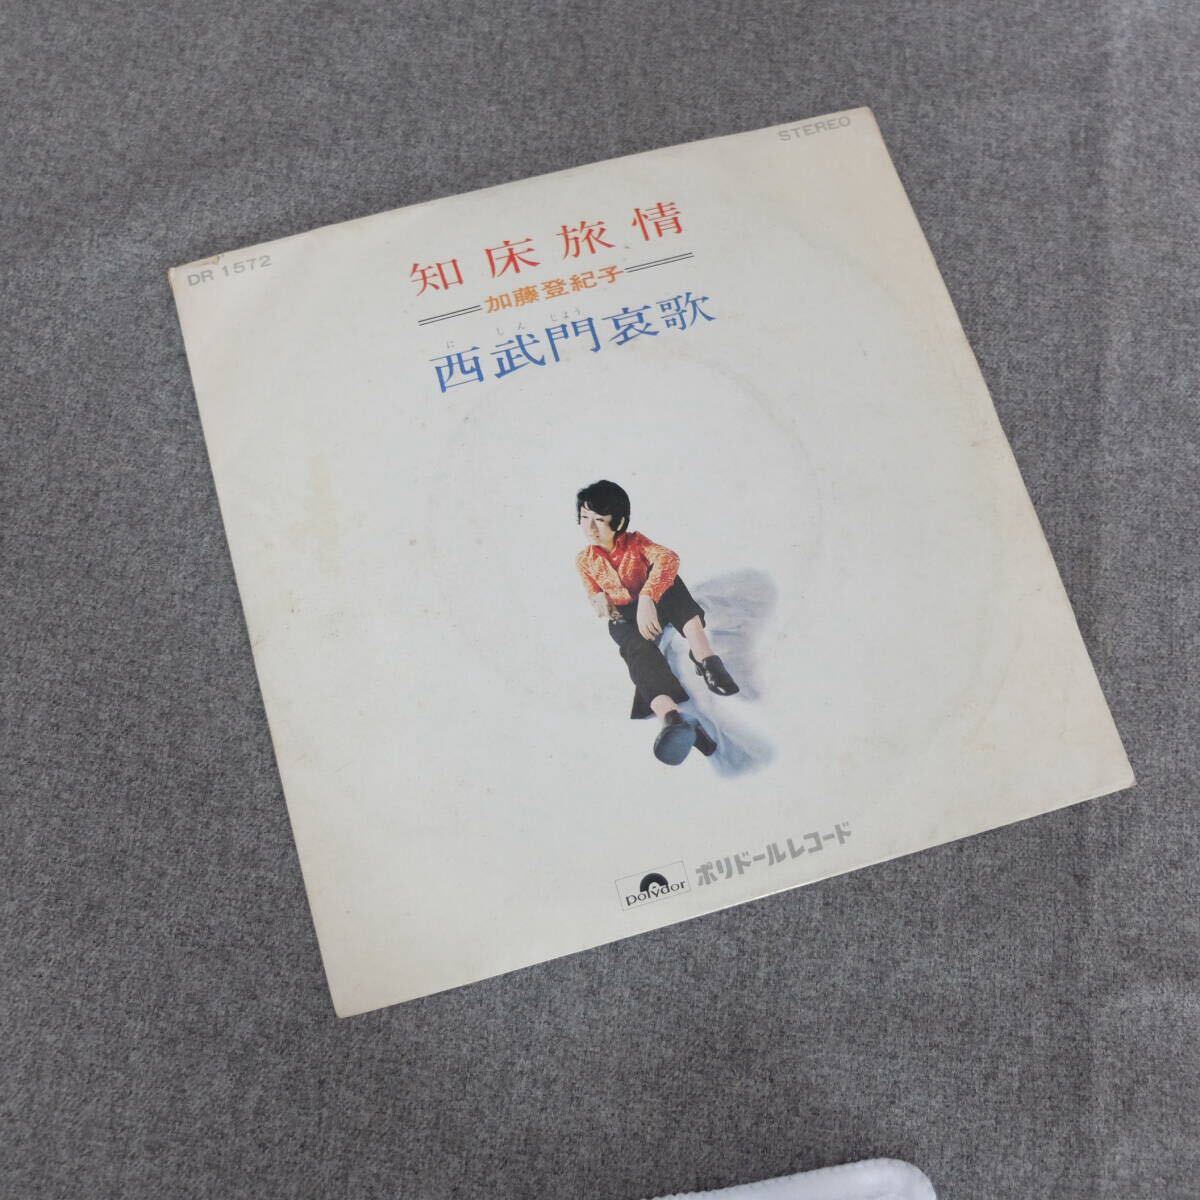 STEREO
DR 1572
知床旅情
加藤登紀子
に しん じょう
西武門哀歌
polydor ポリドールレコード